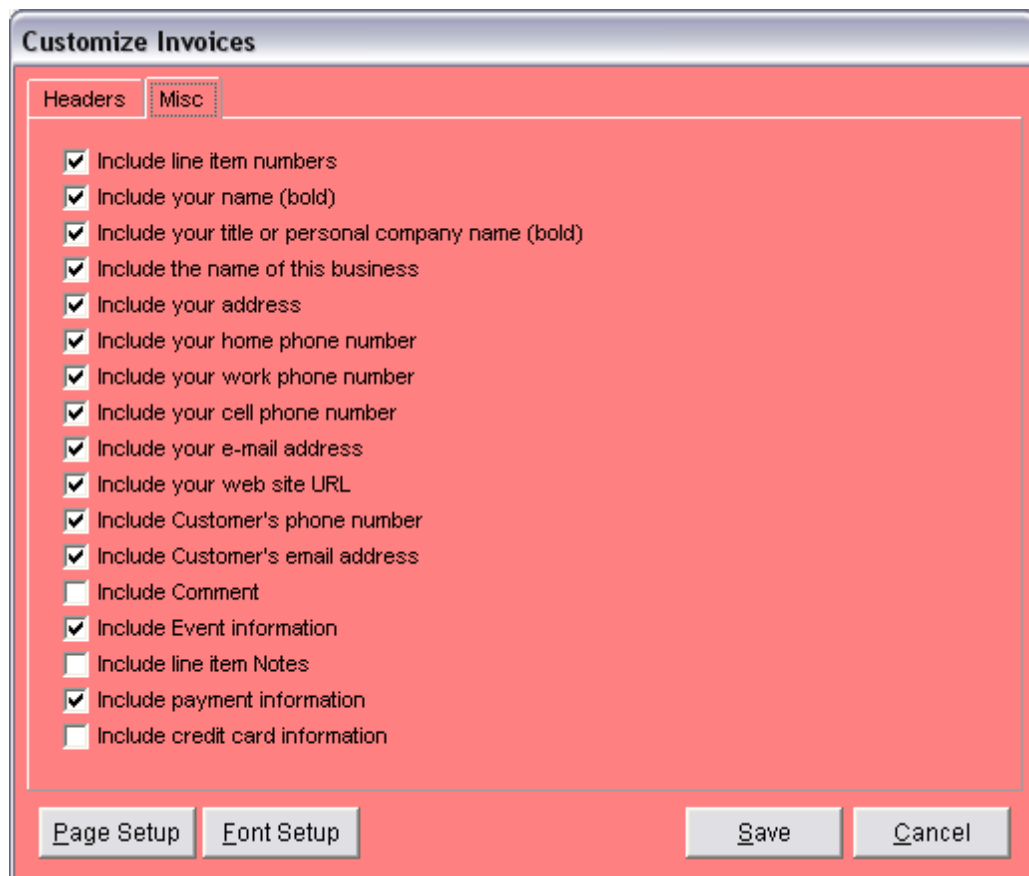 Customize Invoices
Headers Misc
Include line item numbers
Include your name (bold)
Include your title or personal company name (bold)
Include the name of this business
Include your address
Include your home phone number
Include your work phone number
Include your cell phone number
Include your e-mail address
Include your web site URL
Include Customer's phone number
Include Customer's email address
Include Comment
Include Event information
Include line item Notes
Include payment information
Include credit card information
Page Setup Font Setup Save Cancel